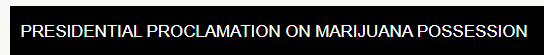 PRESIDENTIAL PROCLAMATION ON MARIJUANA POSSESSION